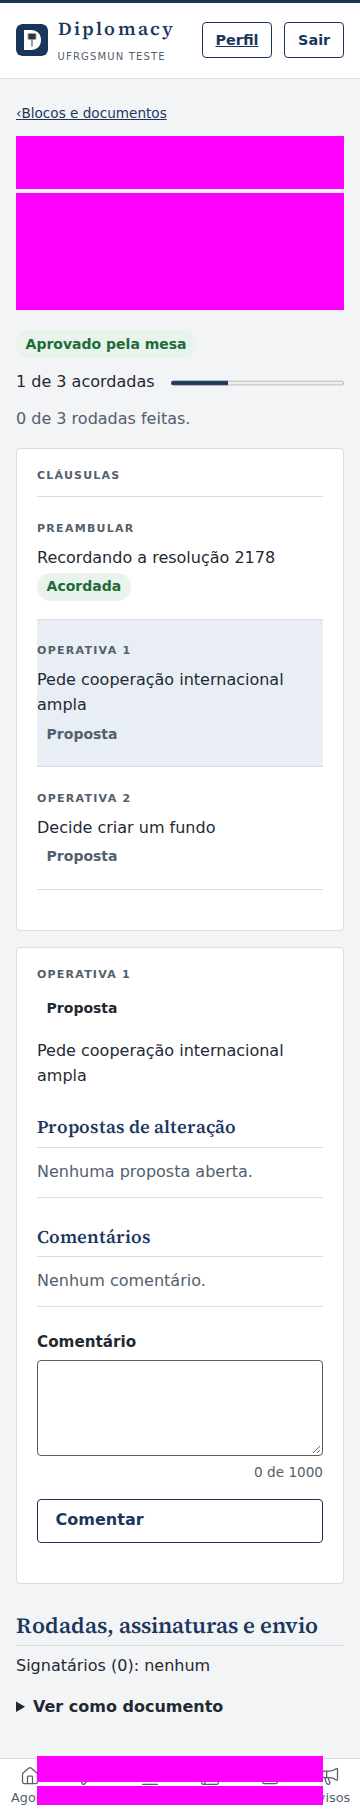 Diplomacy
UFRGSMUN TESTE
Perfil
Sair
‹Blocos e documentos
Aprovado pela mesa
1 de 3 acordadas
0 de 3 rodadas feitas.
CLÁUSULAS
PREAMBULAR
Recordando a resolução 2178
Acordada
OPERATIVA 1
Pede cooperação internacional
ampla
Proposta
OPERATIVA 2
Decide criar um fundo
Proposta
OPERATIVA 1
Proposta
Pede cooperação internacional
ampla
Propostas de alteração
Nenhuma proposta aberta.
Comentários
Nenhum comentário.
Comentário
0 de 1000
Comentar
Rodadas, assinaturas e envio
Signatários (0): nenhum
Ver como documento